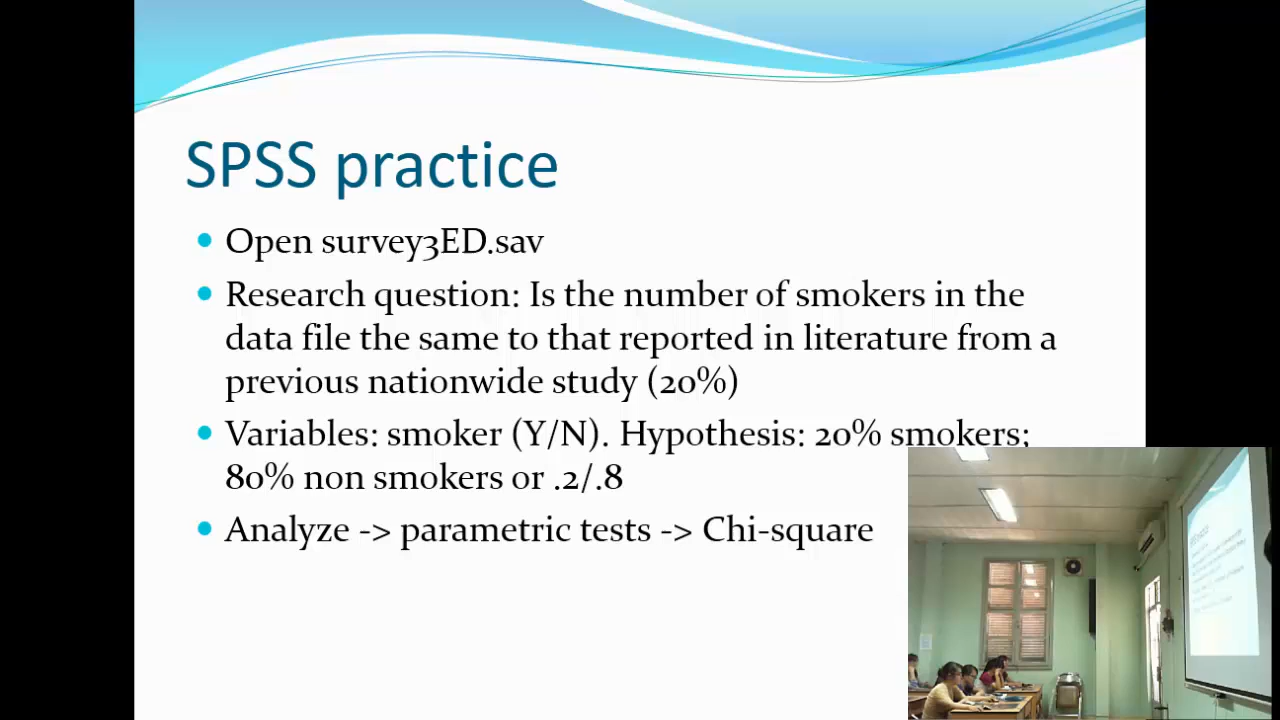 SPSS practice
Open survey3ED.sav
Research question: Is the number of smokers in the
data file the same to that reported in literature from a
previous nationwide study (20%)
Variables: smoker (Y/N). Hypothesis: 20% smokers;
80% non smokers or .2/.8
Analyze -> parametric tests -> Chi-square